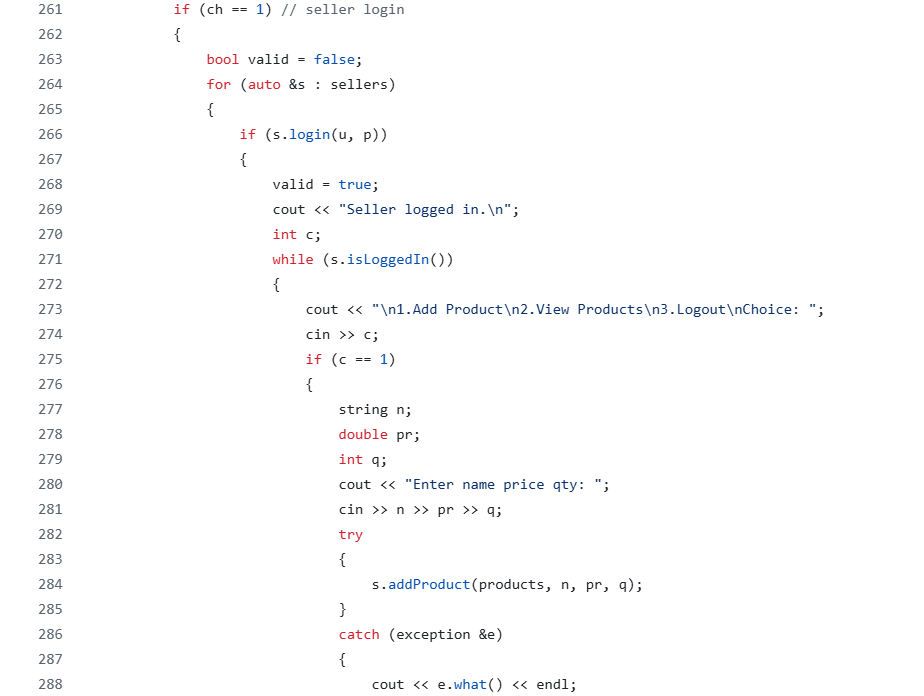 261 if (ch == 1) // seller login
262 {
263 bool valid = false;
264 for (auto &s : sellers)
265 {
266 if (s.login(u, p))
267 {
268 valid = true;
269 cout << "Seller logged in.\n";
270 int c;
271 while (s.isLoggedIn())
272 {
273 cout << "\n1.Add Product\n2.View Products\n3.Logout\nChoice: ";
274 cin >> c;
275 if (c == 1)
276 {
277 string n;
278 double pr;
279 int q;
280 cout << "Enter name price qty: ";
281 cin >> n >> pr >> q;
282 try
283 {
284 s.addProduct(products, n, pr, q);
285 }
286 catch (exception &e)
287 {
288 cout << e.what() << endl;